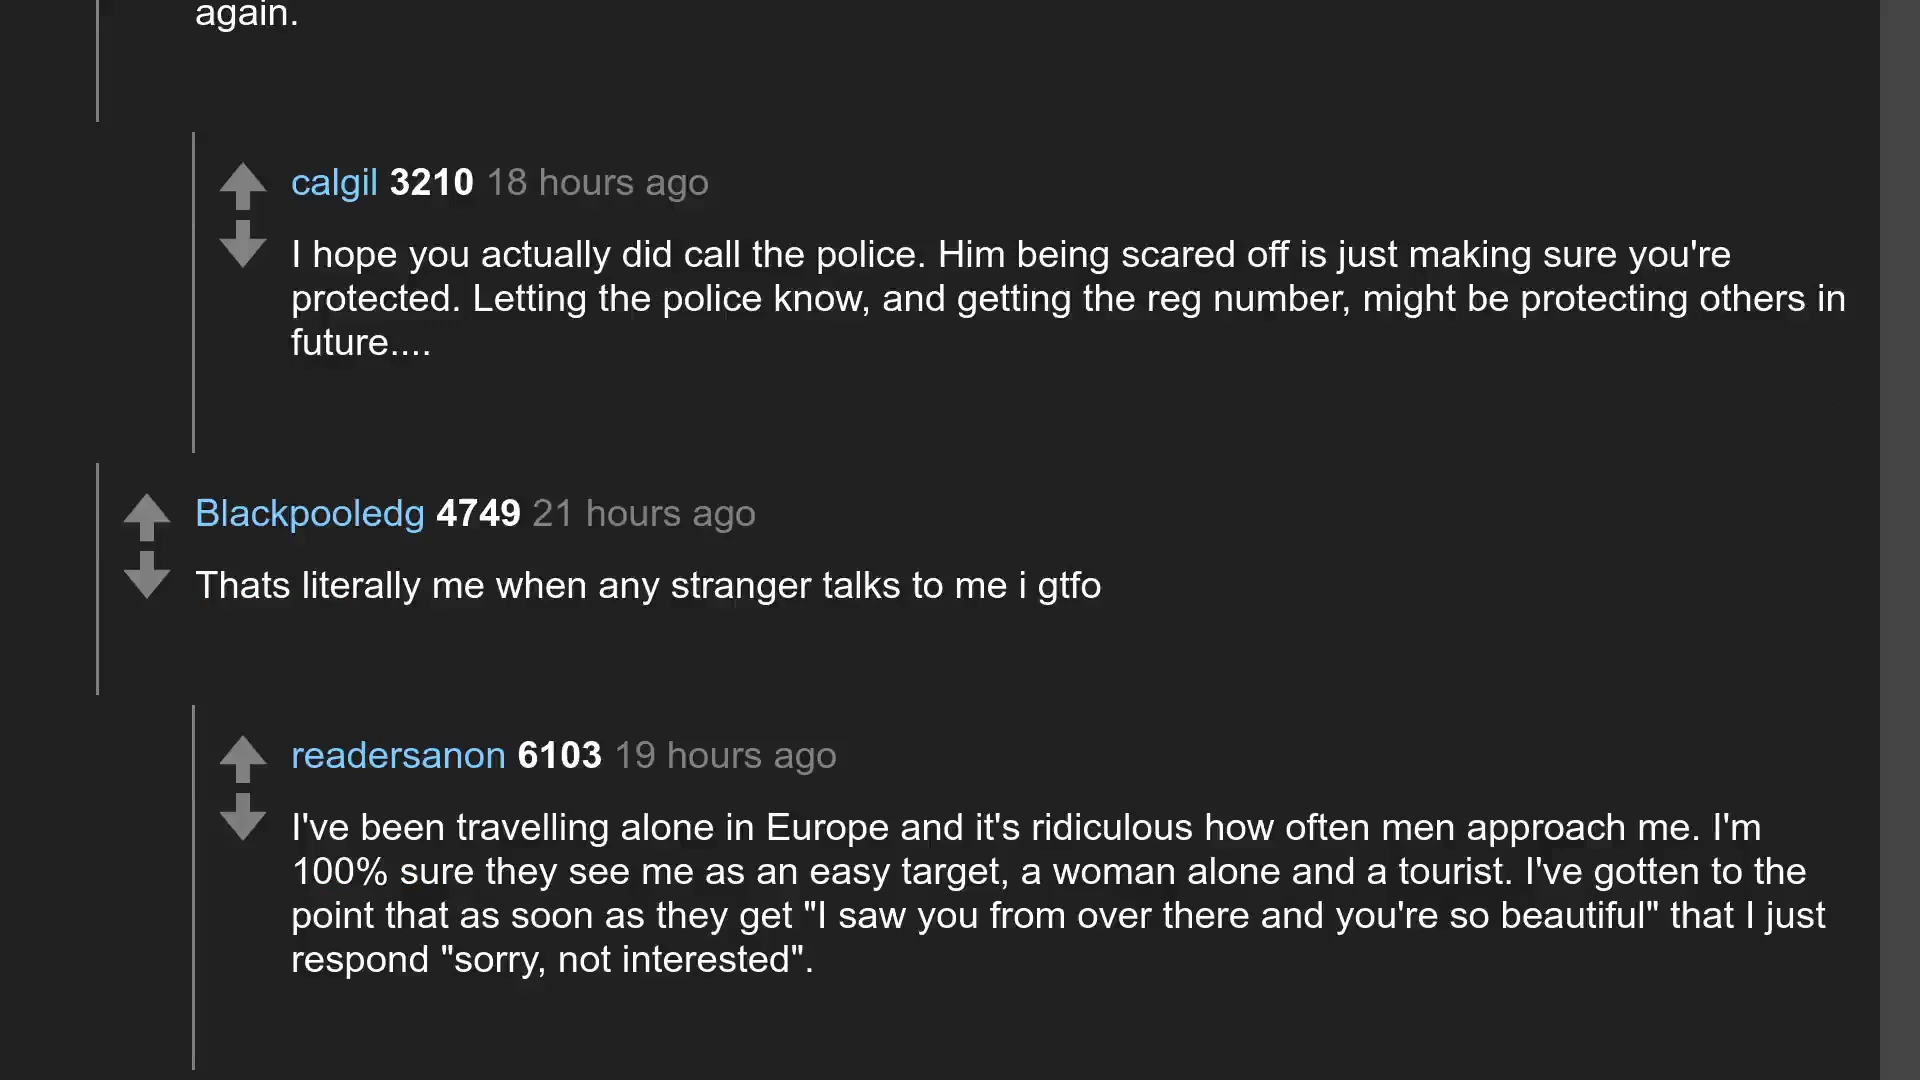 again.
calgil 3210 18 hours ago
I hope you actually did call the police. Him being scared off is just making sure you're
protected. Letting the police know, and getting the reg number, might be protecting others in
future....
Blackpooledg 4749 21 hours ago
Thats literally me when any stranger talks to me i gtfo
readersanon 6103 19 hours ago
I've been travelling alone in Europe and it's ridiculous how often men approach me. I'm
100% sure they see me as an easy target, a woman alone and a tourist. I've gotten to the
point that as soon as they get "I saw you from over there and you're so beautiful" that I just
respond "sorry, not interested".